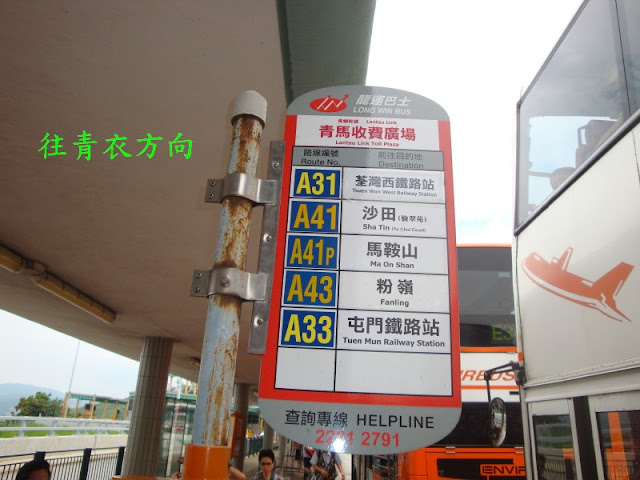 往青衣方向
龍運巴士
LONG WIN BUS
青嶼幹線 Lantau Link
青馬收費廣場
Lantau Link Toll Plaza
路線編號 前往目的地
Route No. Destination
A31 荃灣西鐵路站
Tsuen Wan West Railway Station
A41 沙田 (愉翠苑)
Sha Tin (Yu Chui Court)
A41P 馬鞍山
Ma On Shan
A43 粉嶺
Fanling
A33 屯門鐵路站
Tuen Mun Railway Station
查詢專線 HELPLINE
2261 2791
ENVIR